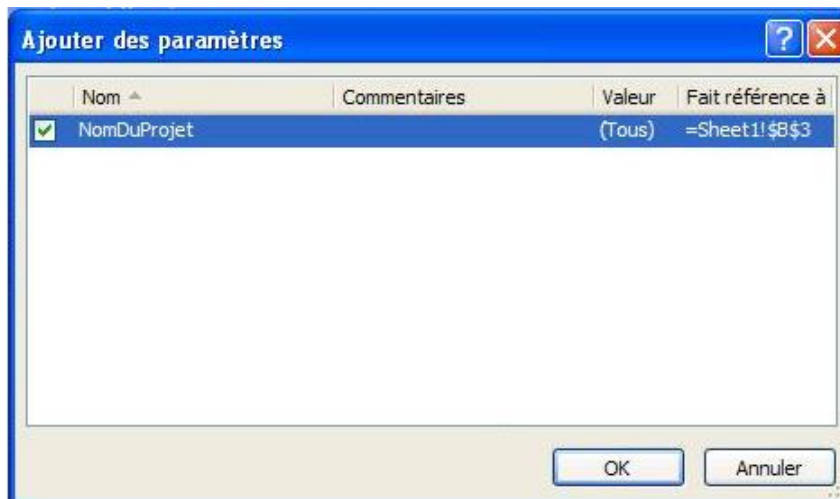 Ajouter des paramètres
Nom Commentaires Valeur Fait référence à
NomDuProjet (Tous) =Sheet1!$B$3
OK Annuler